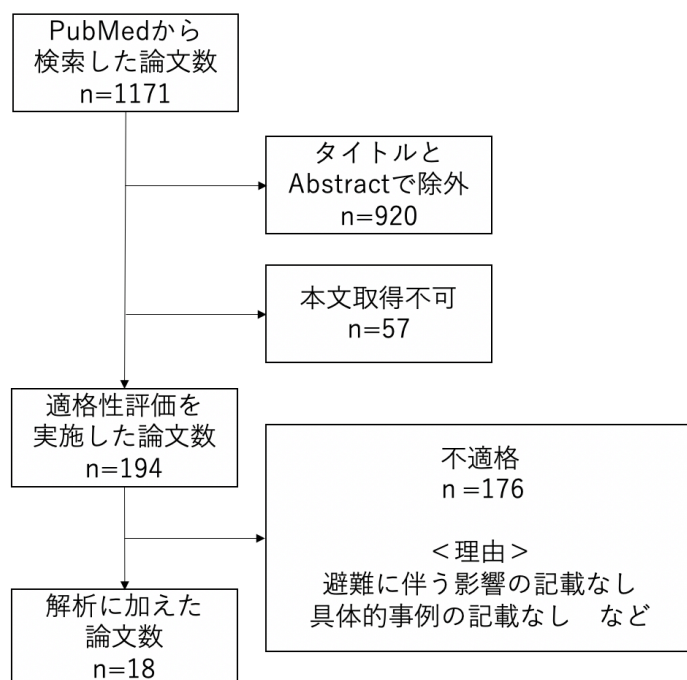 PubMedから
検索した論文数
n=1171
タイトルと
Abstractで除外
n=920
本文取得不可
n=57
適格性評価を
実施した論文数
n=194
不適格
n =176
＜理由＞
避難に伴う影響の記載なし
具体的事例の記載なし　など
解析に加えた
論文数
n=18